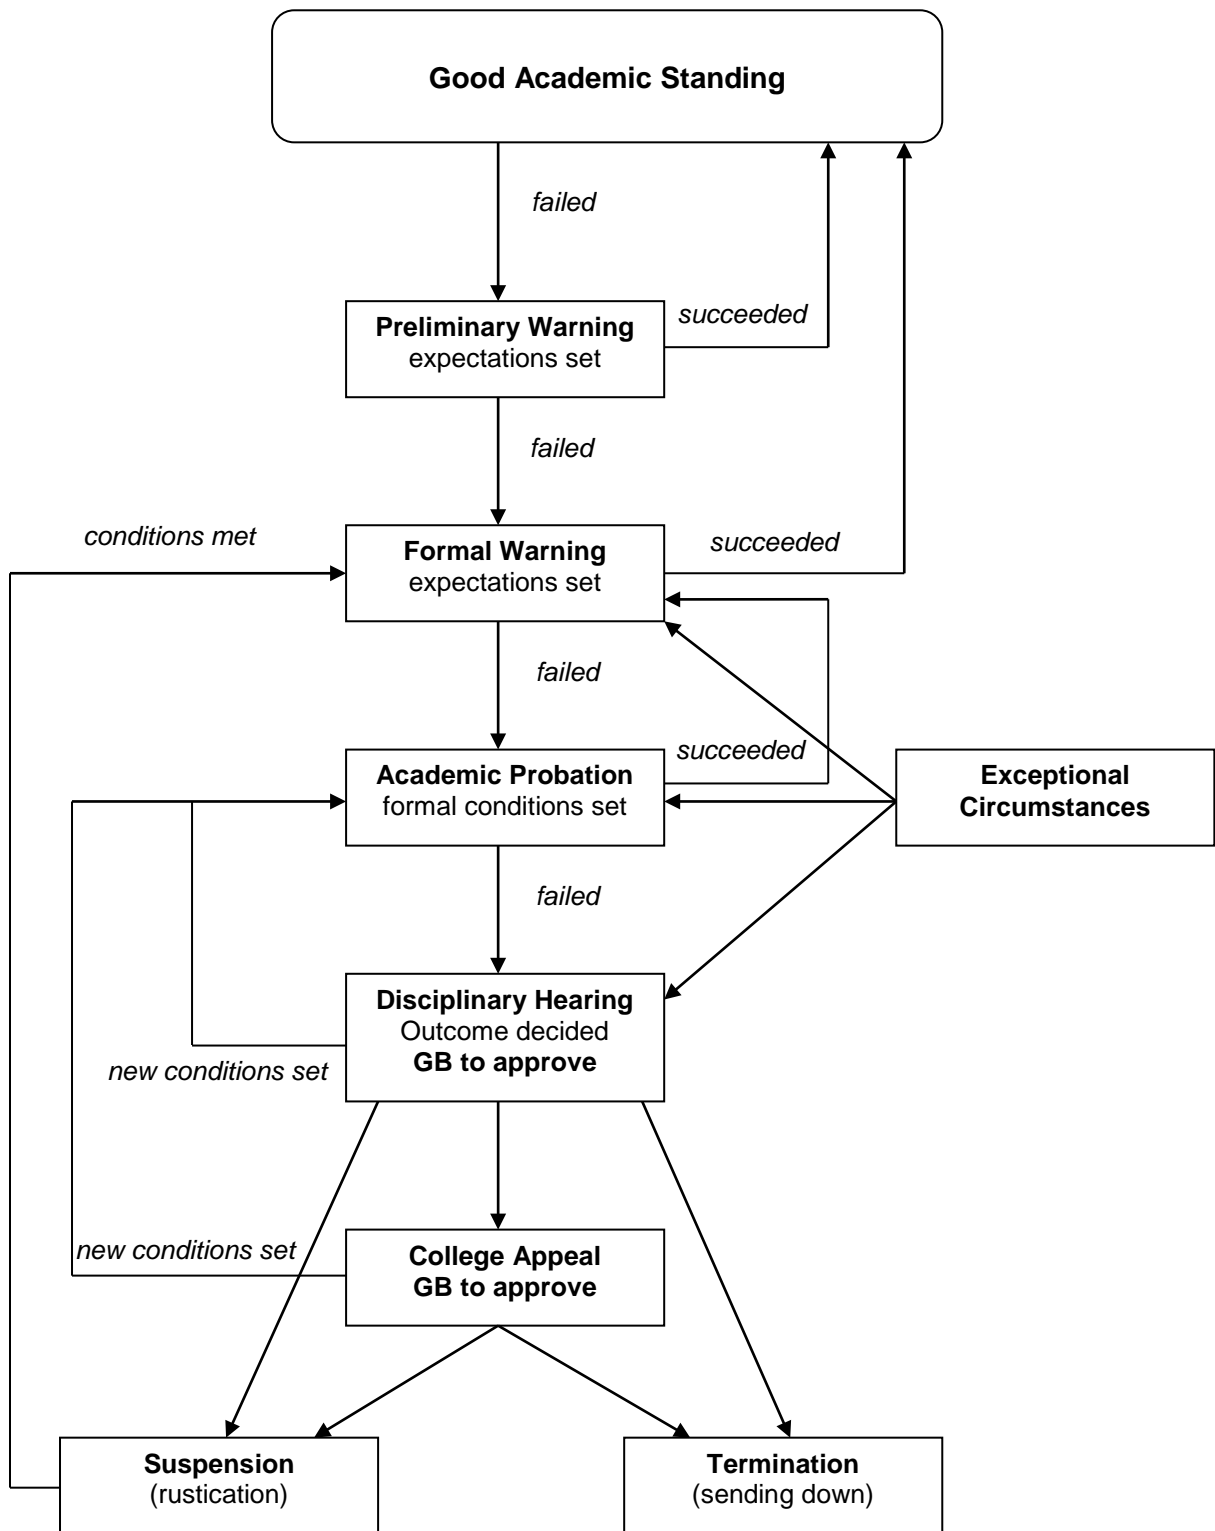 Good Academic Standing
failed
Preliminary Warning
expectations set
succeeded
failed
conditions met
Formal Warning
expectations set
succeeded
failed
Academic Probation
formal conditions set
succeeded
Exceptional
Circumstances
failed
Disciplinary Hearing
Outcome decided
GB to approve
new conditions set
College Appeal
GB to approve
new conditions set
Suspension
(rustication)
Termination
(sending down)